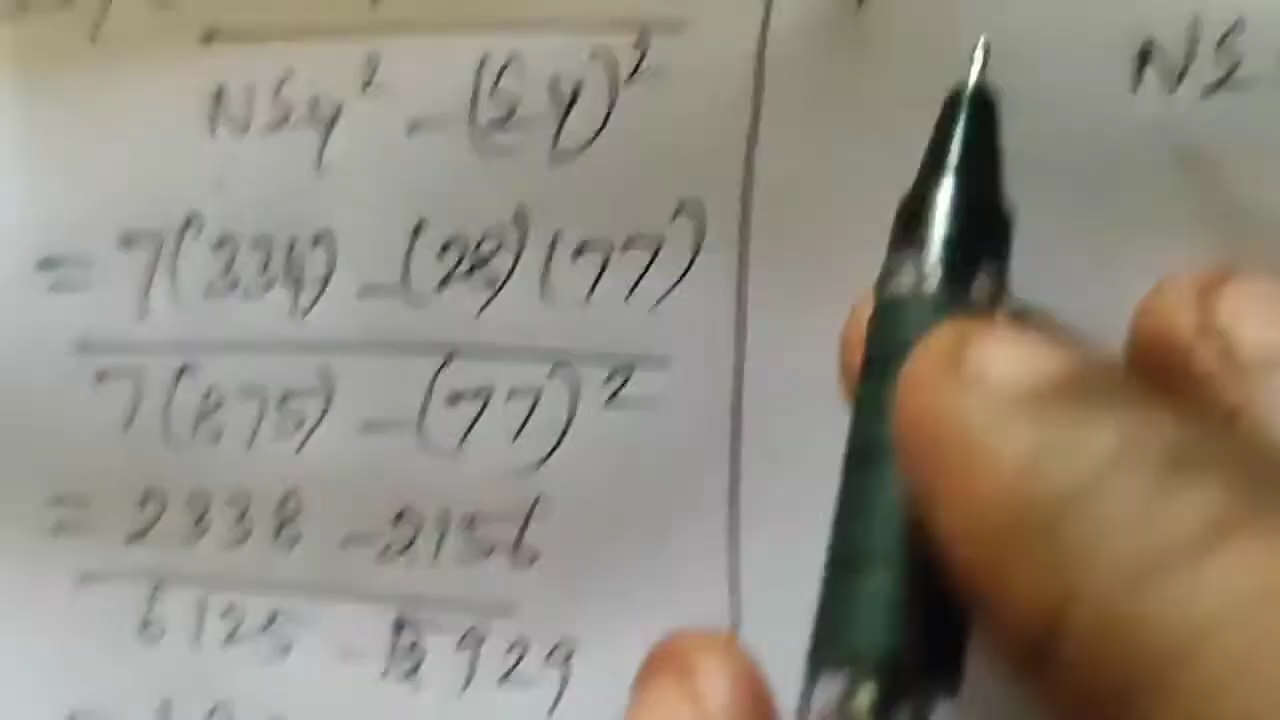 NΣy² - (Σy)²
NΣ
= 7(334) - (28)(77)
7(875) - (77)²
= 2338 - 2156
6125 - 5929